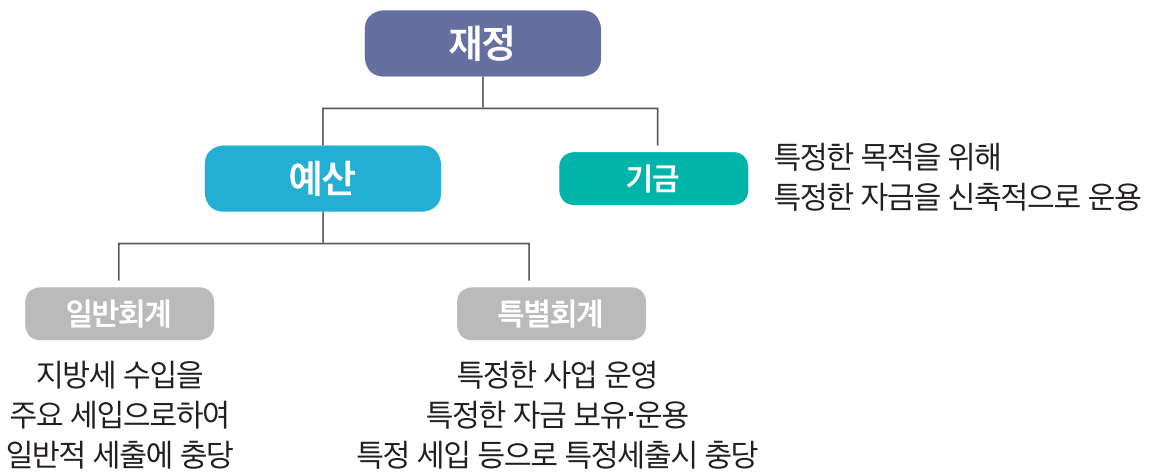 재정
예산
기금
특정한 목적을 위해
특정한 자금을 신축적으로 운용
일반회계
특별회계
지방세 수입을
주요 세입으로하여
일반적 세출에 충당
특정한 사업 운영
특정한 자금 보유·운용
특정 세입 등으로 특정세출시 충당